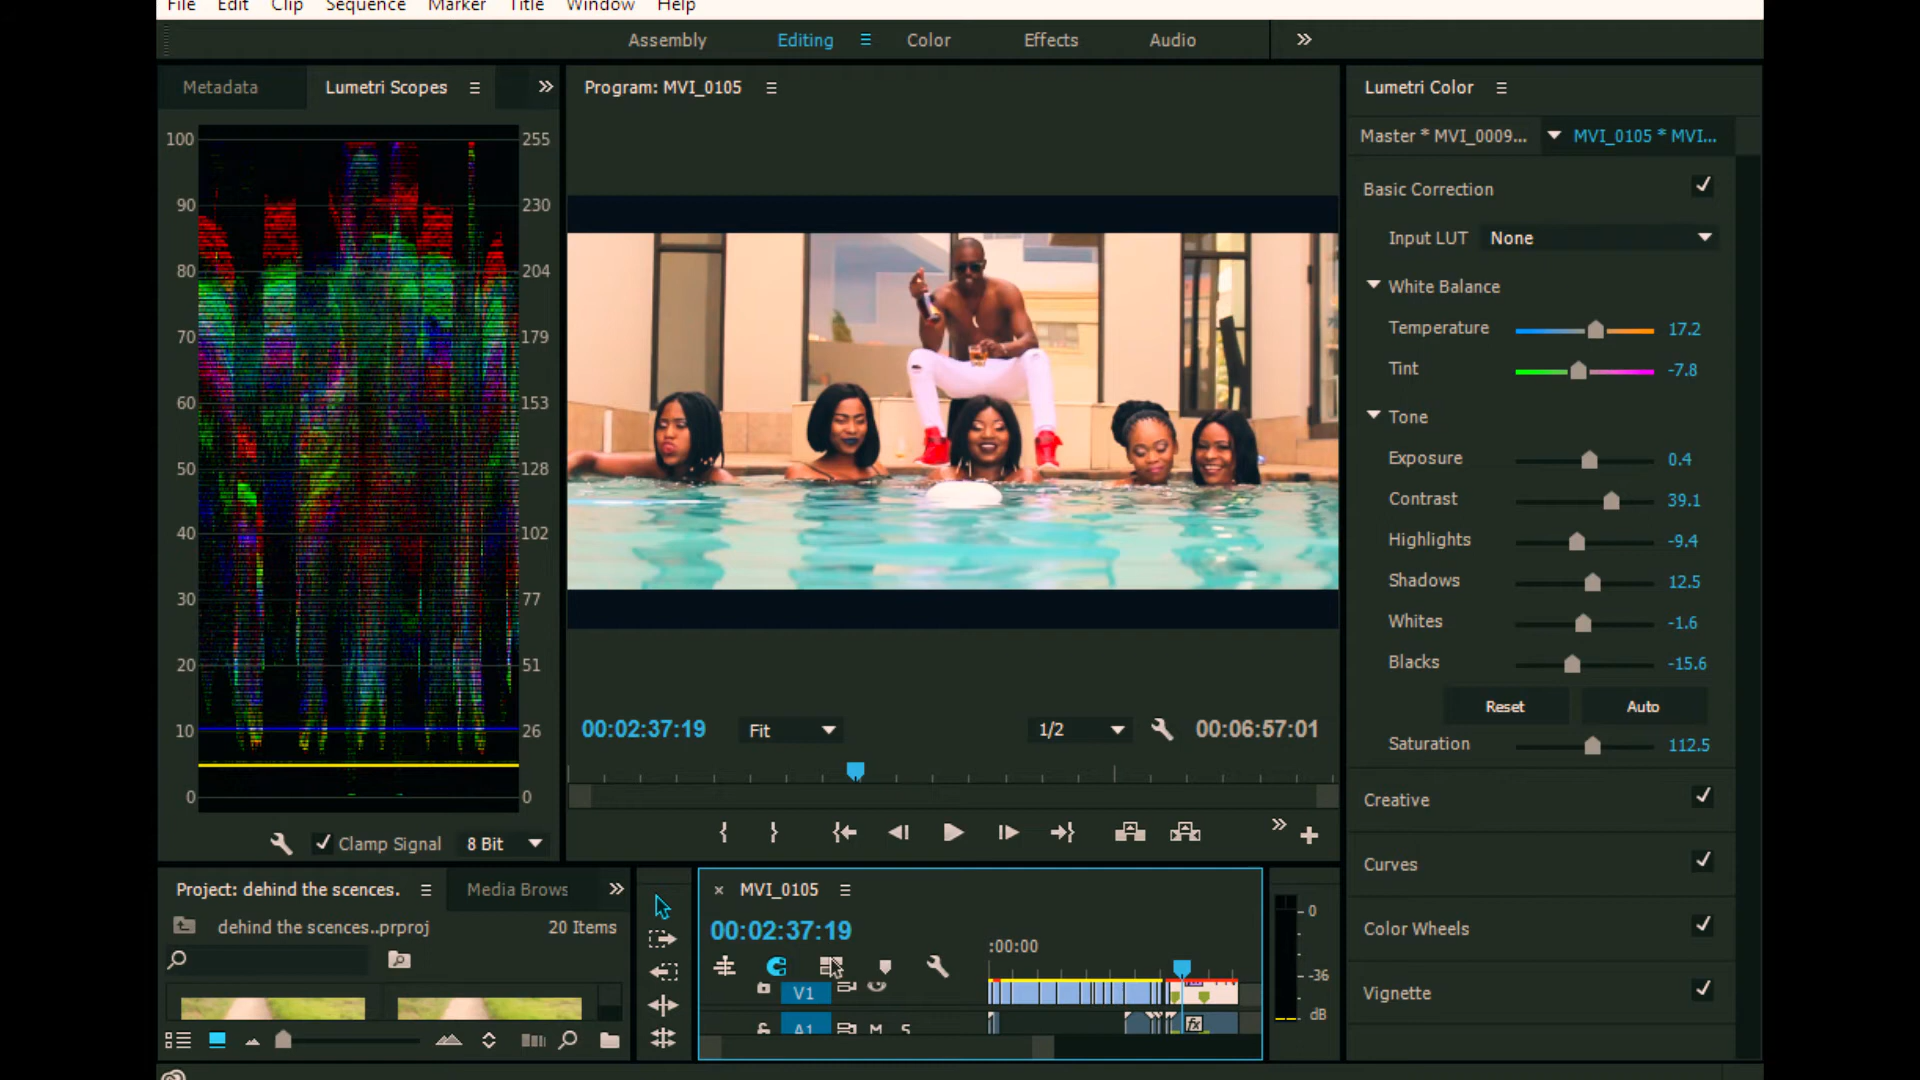 File Edit Clip Sequence Marker Title Window Help
Assembly Editing Color Effects Audio
Metadata Lumetri Scopes
100 255
90 230
80 204
70 179
60 153
50 128
40 102
30 77
20 51
10 26
0 0
Clamp Signal 8 Bit
Program: MVI_0105
00:02:37:19 Fit 1/2 00:06:57:01
Lumetri Color
Master * MVI_0009... MVI_0105 * MVI...
Basic Correction
Input LUT None
White Balance
Temperature 17.2
Tint -7.8
Tone
Exposure 0.4
Contrast 39.1
Highlights -9.4
Shadows 12.5
Whites -1.6
Blacks -15.6
Reset Auto
Saturation 112.5
Creative
Curves
Color Wheels
Vignette
Project: dehind the scences. Media Brows
dehind the scences..prproj 20 Items
× MVI_0105
00:02:37:19
:00:00
V1
A1 M S
fx
0
-36
dB